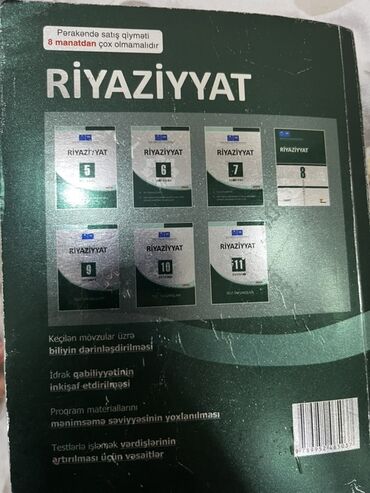 Pərakəndə satış qiyməti
8 manatdan çox olmamalıdır
RİYAZİYYAT
RİYAZİYYAT
5
RİYAZİYYAT
6
RİYAZİYYAT
7
RİYAZİYYAT
8
RİYAZİYYAT
9
RİYAZİYYAT
10
RİYAZİYYAT
11
Keçilən mövzular üzrə
biliyin dərinləşdirilməsi
İdrak qabiliyyətinin
inkişaf etdirilməsi
Proqram materiallarını
mənimsəmə səviyyəsinin yoxlanılması
Testlərlə işləmək vərdişlərinin
artırılması üçün vəsaitlər